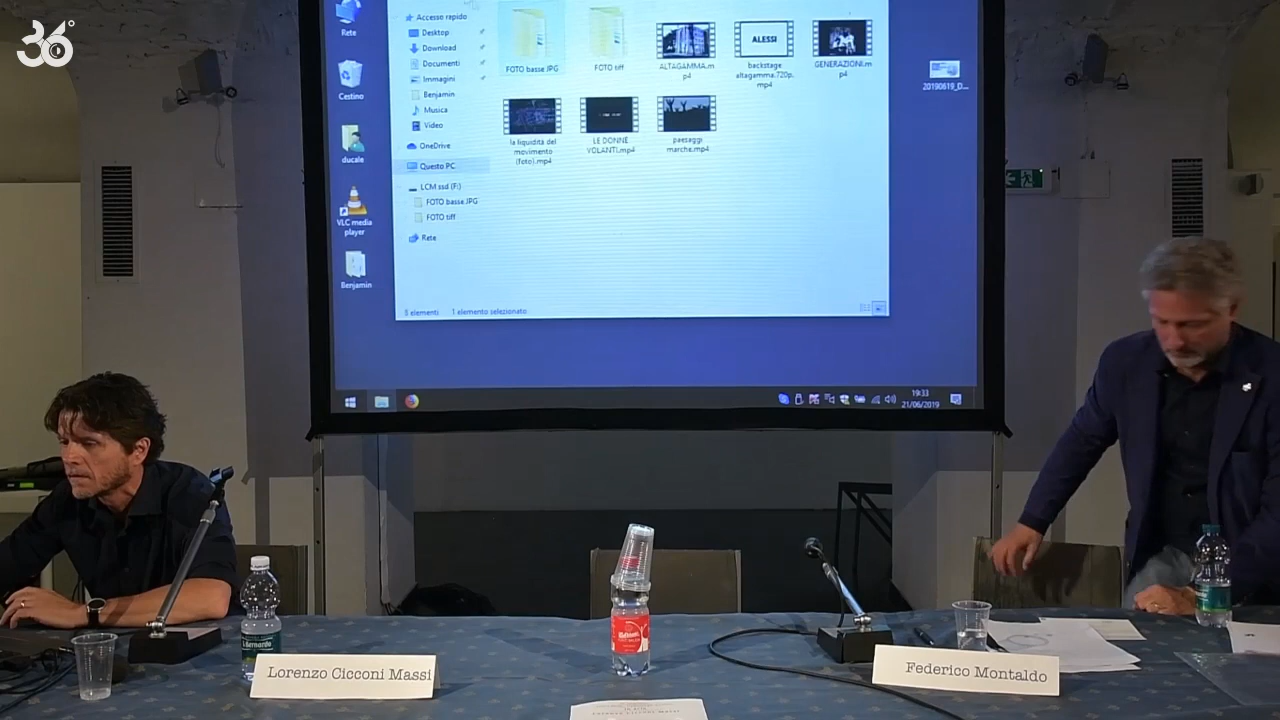 36°
Rete
Cestino
ducale
VLC media
player
Benjamin
Accesso rapido
Desktop
Download
Documenti
Immagini
Benjamin
Musica
Video
OneDrive
Questo PC
LCM ssd (F:)
FOTO basse JPG
FOTO tiff
Rete
FOTO basse JPG
FOTO tiff
ALTAGAMMA.m
p4
ALESSI
backstage
altagamma.720p.
mp4
GENERAZIONI.m
p4
la liquidità del
movimento
(foto).mp4
LE DONNE
VOLANTI.mp4
paesaggi
marche.mp4
8 elementi
1 elemento selezionato
20190619_D...
19:33
21/06/2019
Lorenzo Cicconi Massi
Federico Montaldo